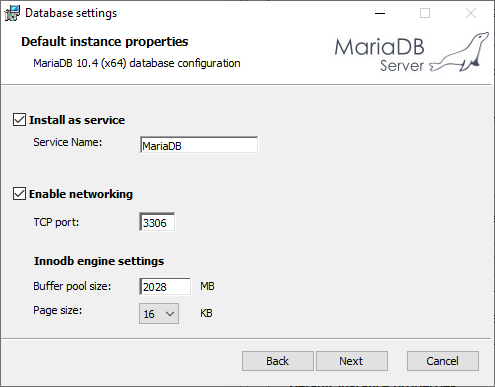 Database settings
Default instance properties
MariaDB 10.4 (x64) database configuration
MariaDB
Server
Install as service
Service Name: MariaDB
Enable networking
TCP port: 3306
Innodb engine settings
Buffer pool size: 2028 MB
Page size: 16 KB
Back Next Cancel